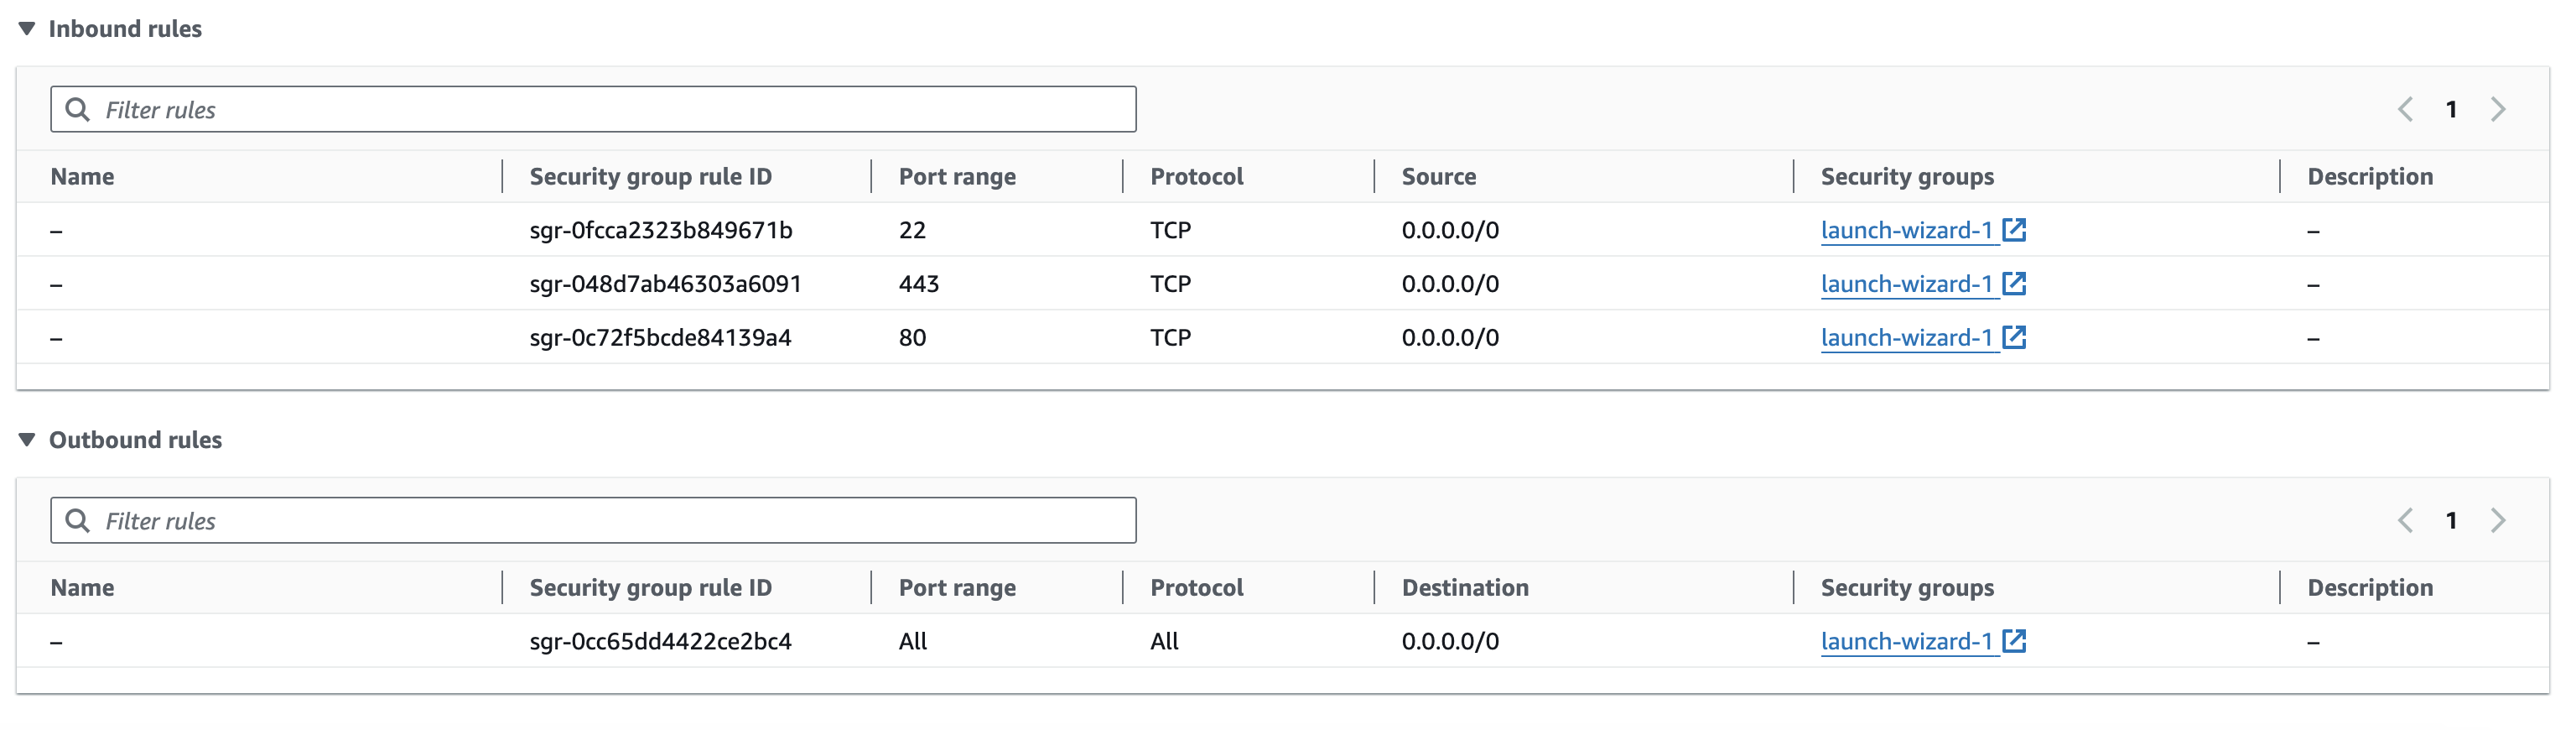 Inbound rules
Filter rules
1
Name Security group rule ID Port range Protocol Source Security groups Description
– sgr-0fcca2323b849671b 22 TCP 0.0.0.0/0 launch-wizard-1 –
– sgr-048d7ab46303a6091 443 TCP 0.0.0.0/0 launch-wizard-1 –
– sgr-0c72f5bcde84139a4 80 TCP 0.0.0.0/0 launch-wizard-1 –
Outbound rules
Filter rules
1
Name Security group rule ID Port range Protocol Destination Security groups Description
– sgr-0cc65dd4422ce2bc4 All All 0.0.0.0/0 launch-wizard-1 –